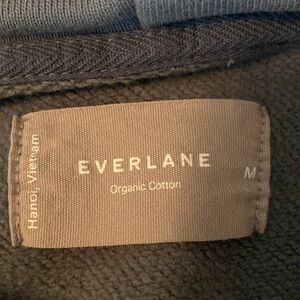 Hanoi, Vietnam
EVERLANE
Organic Cotton
M